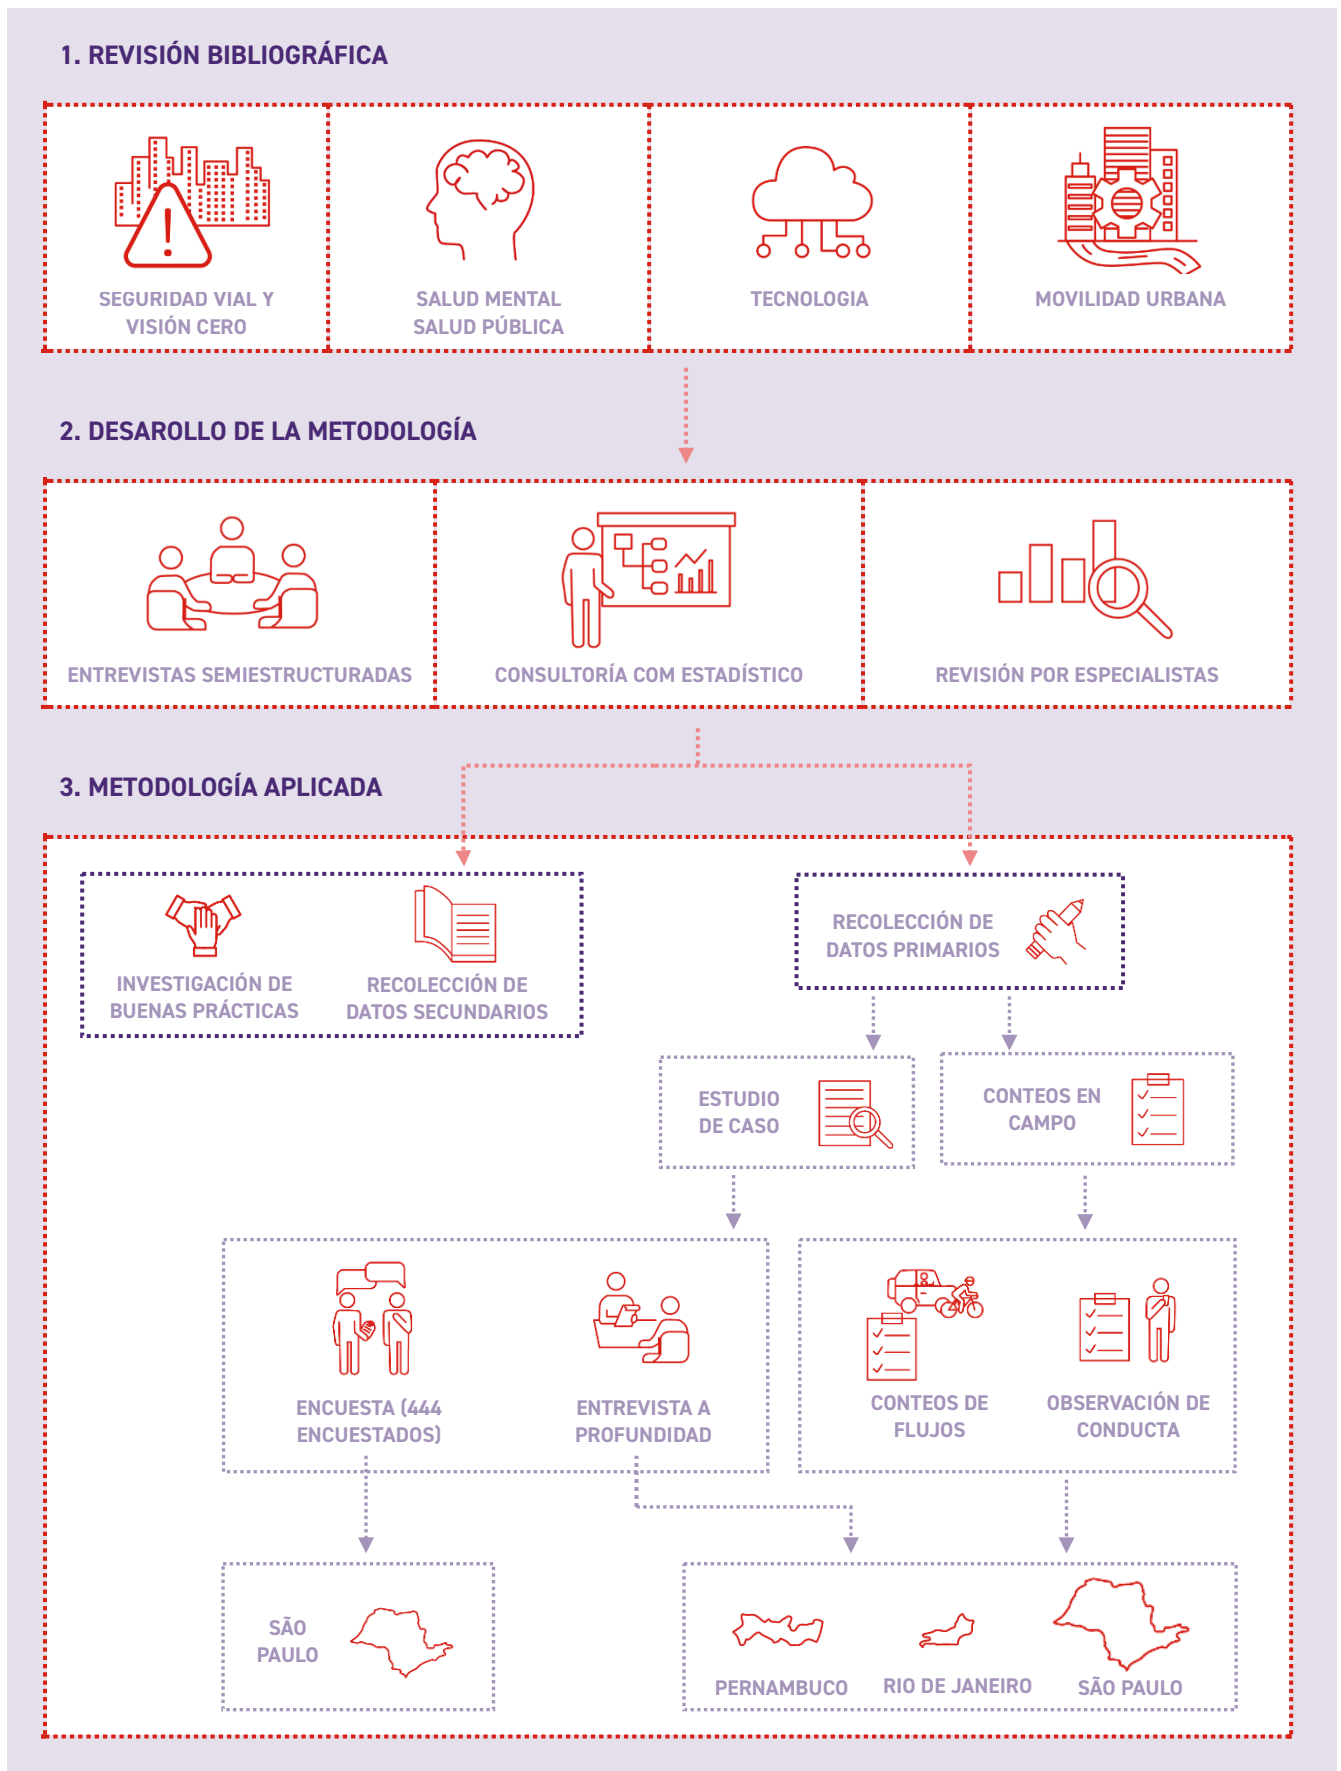 1. REVISIÓN BIBLIOGRÁFICA
SEGURIDAD VIAL Y
VISIÓN CERO
SALUD MENTAL
SALUD PÚBLICA
TECNOLOGIA
MOVILIDAD URBANA
2. DESAROLLO DE LA METODOLOGÍA
ENTREVISTAS SEMIESTRUCTURADAS
CONSULTORÍA COM ESTADÍSTICO
REVISIÓN POR ESPECIALISTAS
3. METODOLOGÍA APLICADA
INVESTIGACIÓN DE
BUENAS PRÁCTICAS
RECOLECCIÓN DE
DATOS SECUNDARIOS
RECOLECCIÓN DE
DATOS PRIMARIOS
ESTUDIO
DE CASO
CONTEOS EN
CAMPO
ENCUESTA (444
ENCUESTADOS)
ENTREVISTA A
PROFUNDIDAD
CONTEOS DE
FLUJOS
OBSERVACIÓN DE
CONDUCTA
SÃO
PAULO
PERNAMBUCO
RIO DE JANEIRO
SÃO PAULO